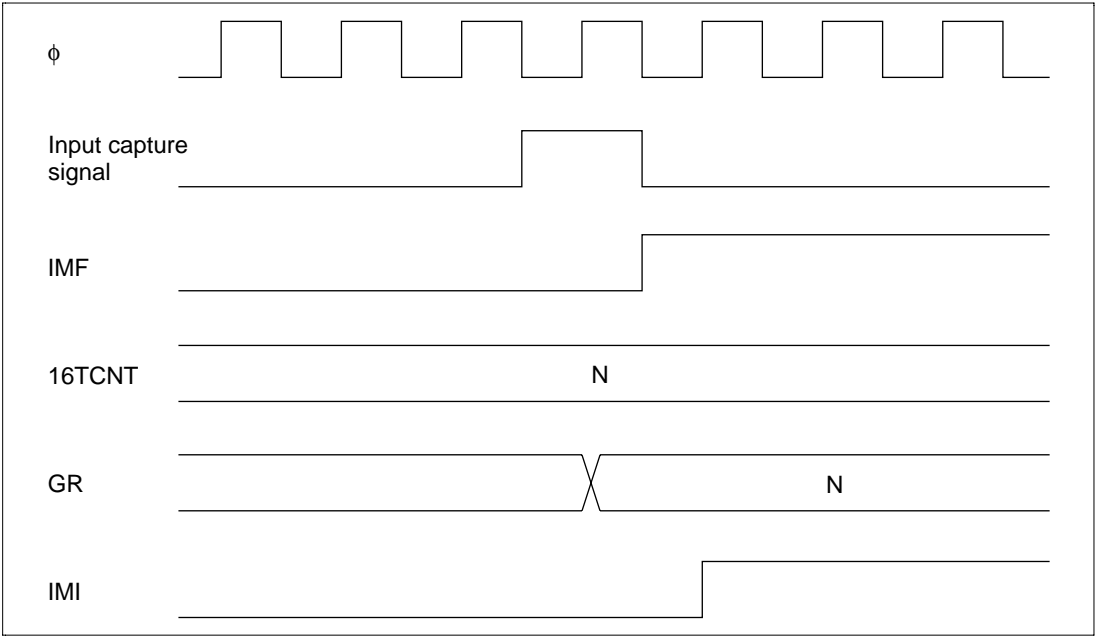 ϕ
Input capture
signal
IMF
16TCNT
N
GR
N
IMI